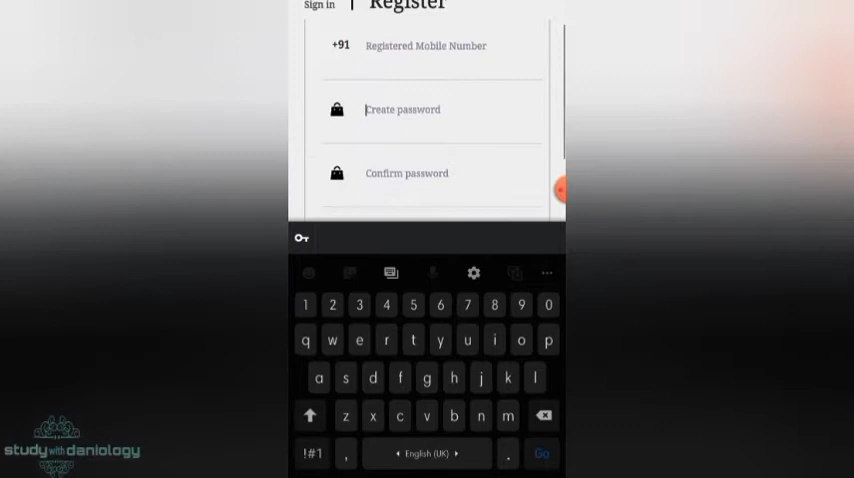 Sign in | Register
+91 Registered Mobile Number
Create password
Confirm password
1 2 3 4 5 6 7 8 9 0
q w e r t y u i o p
a s d f g h j k l
z x c v b n m
!#1 , English (UK) . Go
study with daniology